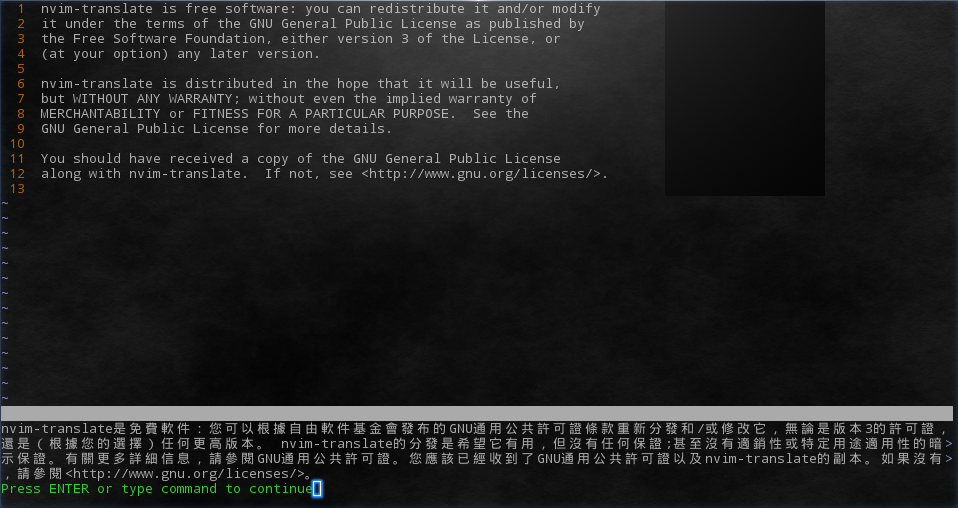 1 nvim-translate is free software: you can redistribute it and/or modify
2 it under the terms of the GNU General Public License as published by
3 the Free Software Foundation, either version 3 of the License, or
4 (at your option) any later version.
5
6 nvim-translate is distributed in the hope that it will be useful,
7 but WITHOUT ANY WARRANTY; without even the implied warranty of
8 MERCHANTABILITY or FITNESS FOR A PARTICULAR PURPOSE.  See the
9 GNU General Public License for more details.
10
11 You should have received a copy of the GNU General Public License
12 along with nvim-translate.  If not, see <http://www.gnu.org/licenses/>.
13
~
~
~
~
~
~
~
~
~
~
~
~
~
~
nvim-translate是免費軟件：您可以根據自由軟件基金會發布的GNU通用公共許可證條款重新分發和/或修改它，無論是版本3的許可證，
還是（根據您的選擇）任何更高版本。 nvim-translate的分發是希望它有用，但沒有任何保證;甚至沒有適銷性或特定用途適用性的暗>
示保證。有關更多詳細信息，請參閱GNU通用公共許可證。您應該已經收到了GNU通用公共許可證以及nvim-translate的副本。如果沒有>
，請參閱<http://www.gnu.org/licenses/>。
Press ENTER or type command to continue